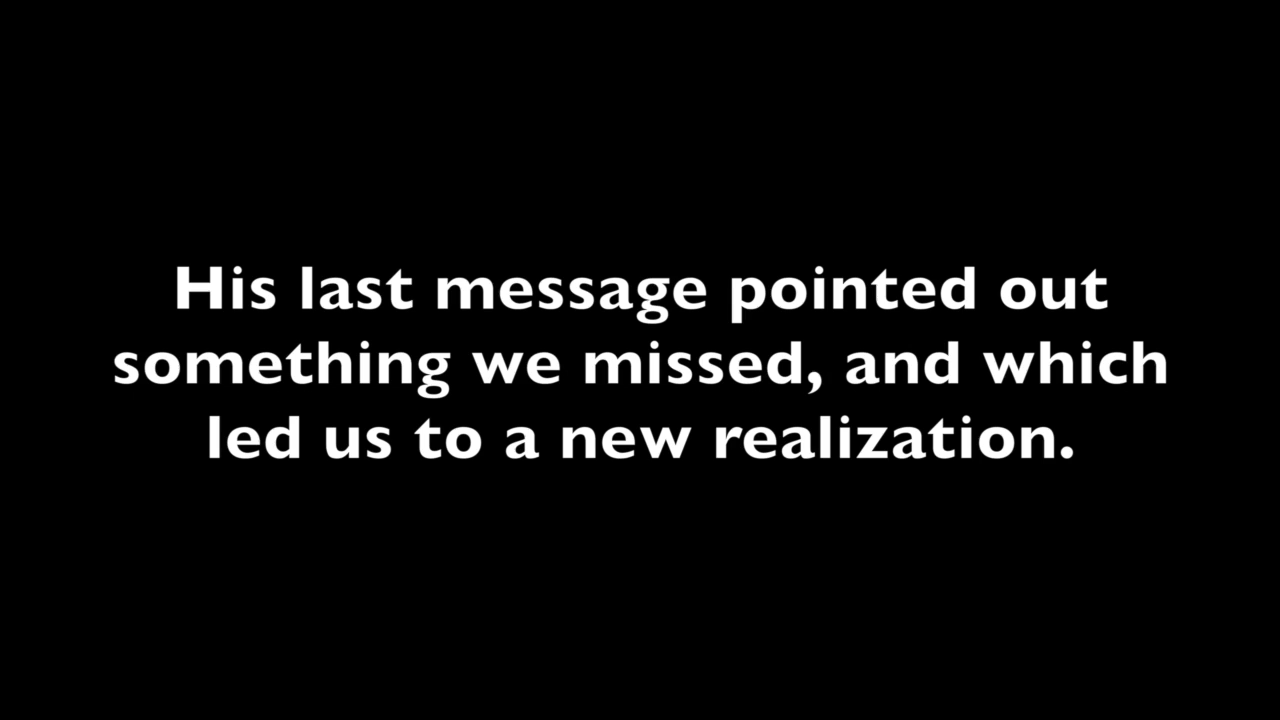 His last message pointed out
something we missed, and which
led us to a new realization.